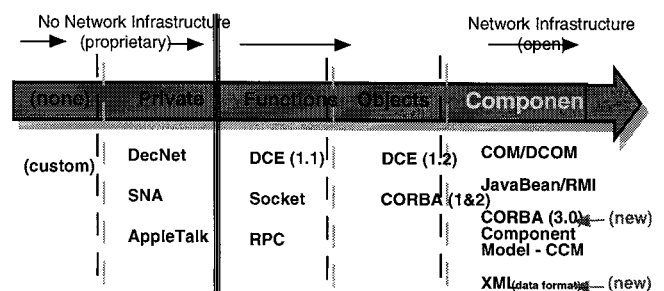 No Network Infrastructure
(proprietary)
Network Infrastructure
(open)
(none) Private Functions Objects Componen
(custom)
DecNet
SNA
AppleTalk
DCE (1.1)
Socket
RPC
DCE (1.2)
CORBA (1&2)
COM/DCOM
JavaBean/RMI
CORBA (3.0) (new)
Component
Model - CCM
XML(data format) (new)